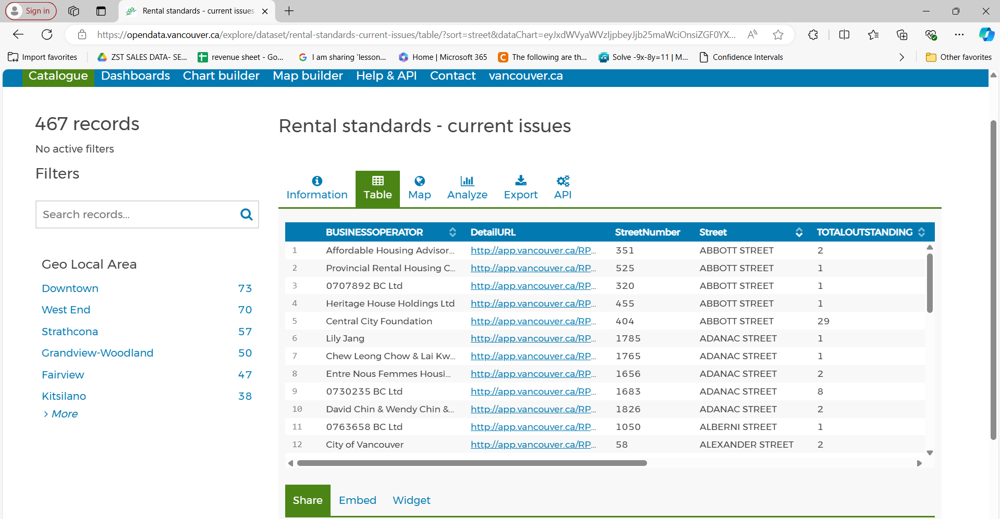 Sign in
Rental standards - current issues
https://opendata.vancouver.ca/explore/dataset/rental-standards-current-issues/table/?sort=street&dataChart=eyJxdWVyaWVzIjpbeyJjb25maWciOnsiZGF0YX...
Import favorites ZST SALES DATA- SE... revenue sheet - Go... I am sharing 'lesson... Home | Microsoft 365 The following are th... Solve -9x-8y=11 | M... Confidence Intervals Other favorites
Catalogue Dashboards Chart builder Map builder Help & API Contact vancouver.ca
467 records
No active filters
Filters
Search records...
Geo Local Area
Downtown 73
West End 70
Strathcona 57
Grandview-Woodland 50
Fairview 47
Kitsilano 38
> More
Rental standards - current issues
Information Table Map Analyze Export API
BUSINESSOPERATOR DetailURL StreetNumber Street TOTALOUTSTANDING
1 Affordable Housing Advisor... http://app.vancouver.ca/RP... 351 ABBOTT STREET 2
2 Provincial Rental Housing C... http://app.vancouver.ca/RP... 525 ABBOTT STREET 1
3 0707892 BC Ltd http://app.vancouver.ca/RP... 320 ABBOTT STREET 1
4 Heritage House Holdings Ltd http://app.vancouver.ca/RP... 455 ABBOTT STREET 1
5 Central City Foundation http://app.vancouver.ca/RP... 404 ABBOTT STREET 29
6 Lily Jang http://app.vancouver.ca/RP... 1785 ADANAC STREET 1
7 Chew Leong Chow & Lai Kw... http://app.vancouver.ca/RP... 1765 ADANAC STREET 1
8 Entre Nous Femmes Housi... http://app.vancouver.ca/RP... 1656 ADANAC STREET 2
9 0730235 BC Ltd http://app.vancouver.ca/RP... 1683 ADANAC STREET 8
10 David Chin & Wendy Chin &... http://app.vancouver.ca/RP... 1826 ADANAC STREET 2
11 0763658 BC Ltd http://app.vancouver.ca/RP... 1050 ALBERNI STREET 1
12 City of Vancouver http://app.vancouver.ca/RP... 58 ALEXANDER STREET 2
Share Embed Widget